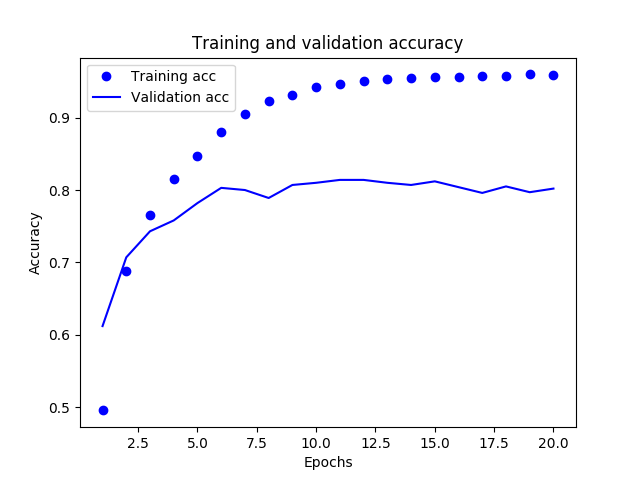 Training and validation accuracy
Training acc
Validation acc
0.9
0.8
0.7
0.6
0.5
Accuracy
2.5 5.0 7.5 10.0 12.5 15.0 17.5 20.0
Epochs